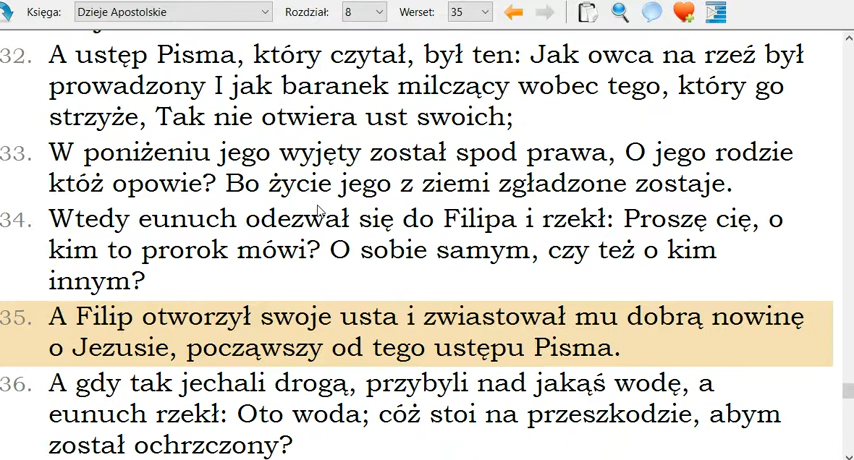 Księga: Dzieje Apostolskie Rozdział: 8 Werset: 35
32. A ustęp Pisma, który czytał, był ten: Jak owca na rzeź był
prowadzony I jak baranek milczący wobec tego, który go
strzyże, Tak nie otwiera ust swoich;
33. W poniżeniu jego wyjęty został spod prawa, O jego rodzie
któż opowie? Bo życie jego z ziemi zgładzone zostaje.
34. Wtedy eunuch odezwał się do Filipa i rzekł: Proszę cię, o
kim to prorok mówi? O sobie samym, czy też o kim
innym?
35. A Filip otworzył swoje usta i zwiastował mu dobrą nowinę
o Jezusie, począwszy od tego ustępu Pisma.
36. A gdy tak jechali drogą, przybyli nad jakąś wodę, a
eunuch rzekł: Oto woda; cóż stoi na przeszkodzie, abym
został ochrzczony?